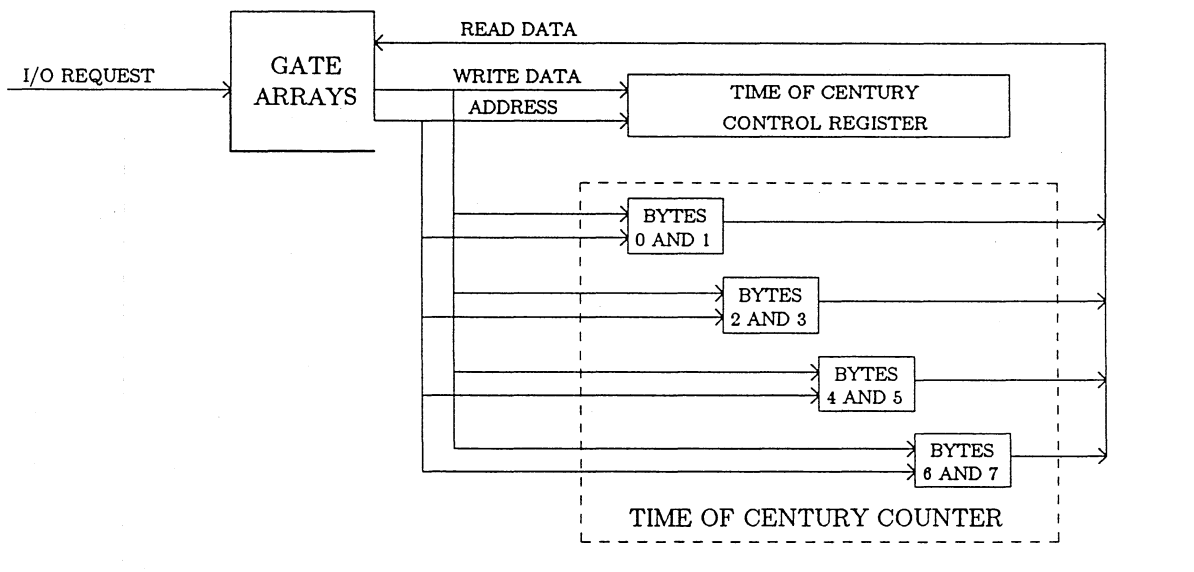 READ DATA
I/O REQUEST
GATE
ARRAYS
WRITE DATA
ADDRESS
TIME OF CENTURY
CONTROL REGISTER
BYTES
0 AND 1
BYTES
2 AND 3
BYTES
4 AND 5
BYTES
6 AND 7
TIME OF CENTURY COUNTER